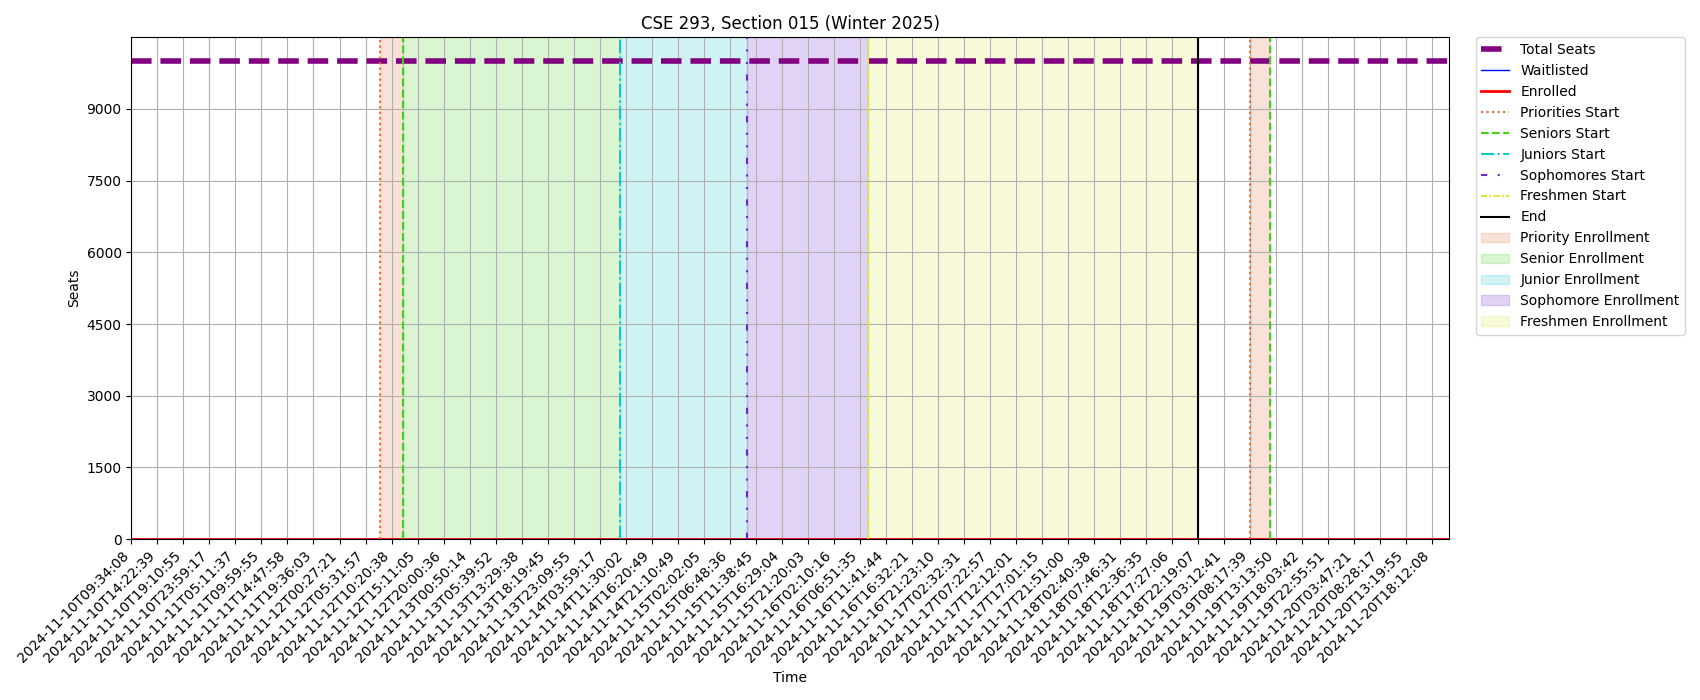 CSE 293, Section 015 (Winter 2025)
Total Seats
Waitlisted
Enrolled
Priorities Start
Seniors Start
Juniors Start
Sophomores Start
Freshmen Start
End
Priority Enrollment
Senior Enrollment
Junior Enrollment
Sophomore Enrollment
Freshmen Enrollment
Seats
9000
7500
6000
4500
3000
1500
0
2024-11-10T09:34:08
2024-11-10T14:22:39
2024-11-10T19:10:55
2024-11-10T23:59:17
2024-11-11T05:11:37
2024-11-11T09:59:55
2024-11-11T14:47:58
2024-11-11T19:36:03
2024-11-12T00:27:21
2024-11-12T05:31:57
2024-11-12T10:20:38
2024-11-12T15:11:05
2024-11-12T20:00:36
2024-11-13T00:50:14
2024-11-13T05:39:52
2024-11-13T13:29:38
2024-11-13T18:19:45
2024-11-13T23:09:55
2024-11-14T03:59:17
2024-11-14T11:30:02
2024-11-14T16:20:49
2024-11-14T21:10:49
2024-11-15T02:02:05
2024-11-15T06:48:36
2024-11-15T11:38:45
2024-11-15T16:29:04
2024-11-15T21:20:03
2024-11-16T02:10:16
2024-11-16T06:51:35
2024-11-16T11:41:44
2024-11-16T16:32:21
2024-11-16T21:23:10
2024-11-17T02:32:31
2024-11-17T07:22:57
2024-11-17T12:12:01
2024-11-17T17:01:15
2024-11-17T21:51:00
2024-11-18T02:40:38
2024-11-18T07:46:31
2024-11-18T12:36:35
2024-11-18T17:27:06
2024-11-18T22:19:07
2024-11-19T03:12:41
2024-11-19T08:17:39
2024-11-19T13:13:50
2024-11-19T18:03:42
2024-11-19T22:55:51
2024-11-20T03:47:21
2024-11-20T08:28:17
2024-11-20T13:19:55
2024-11-20T18:12:08
Time